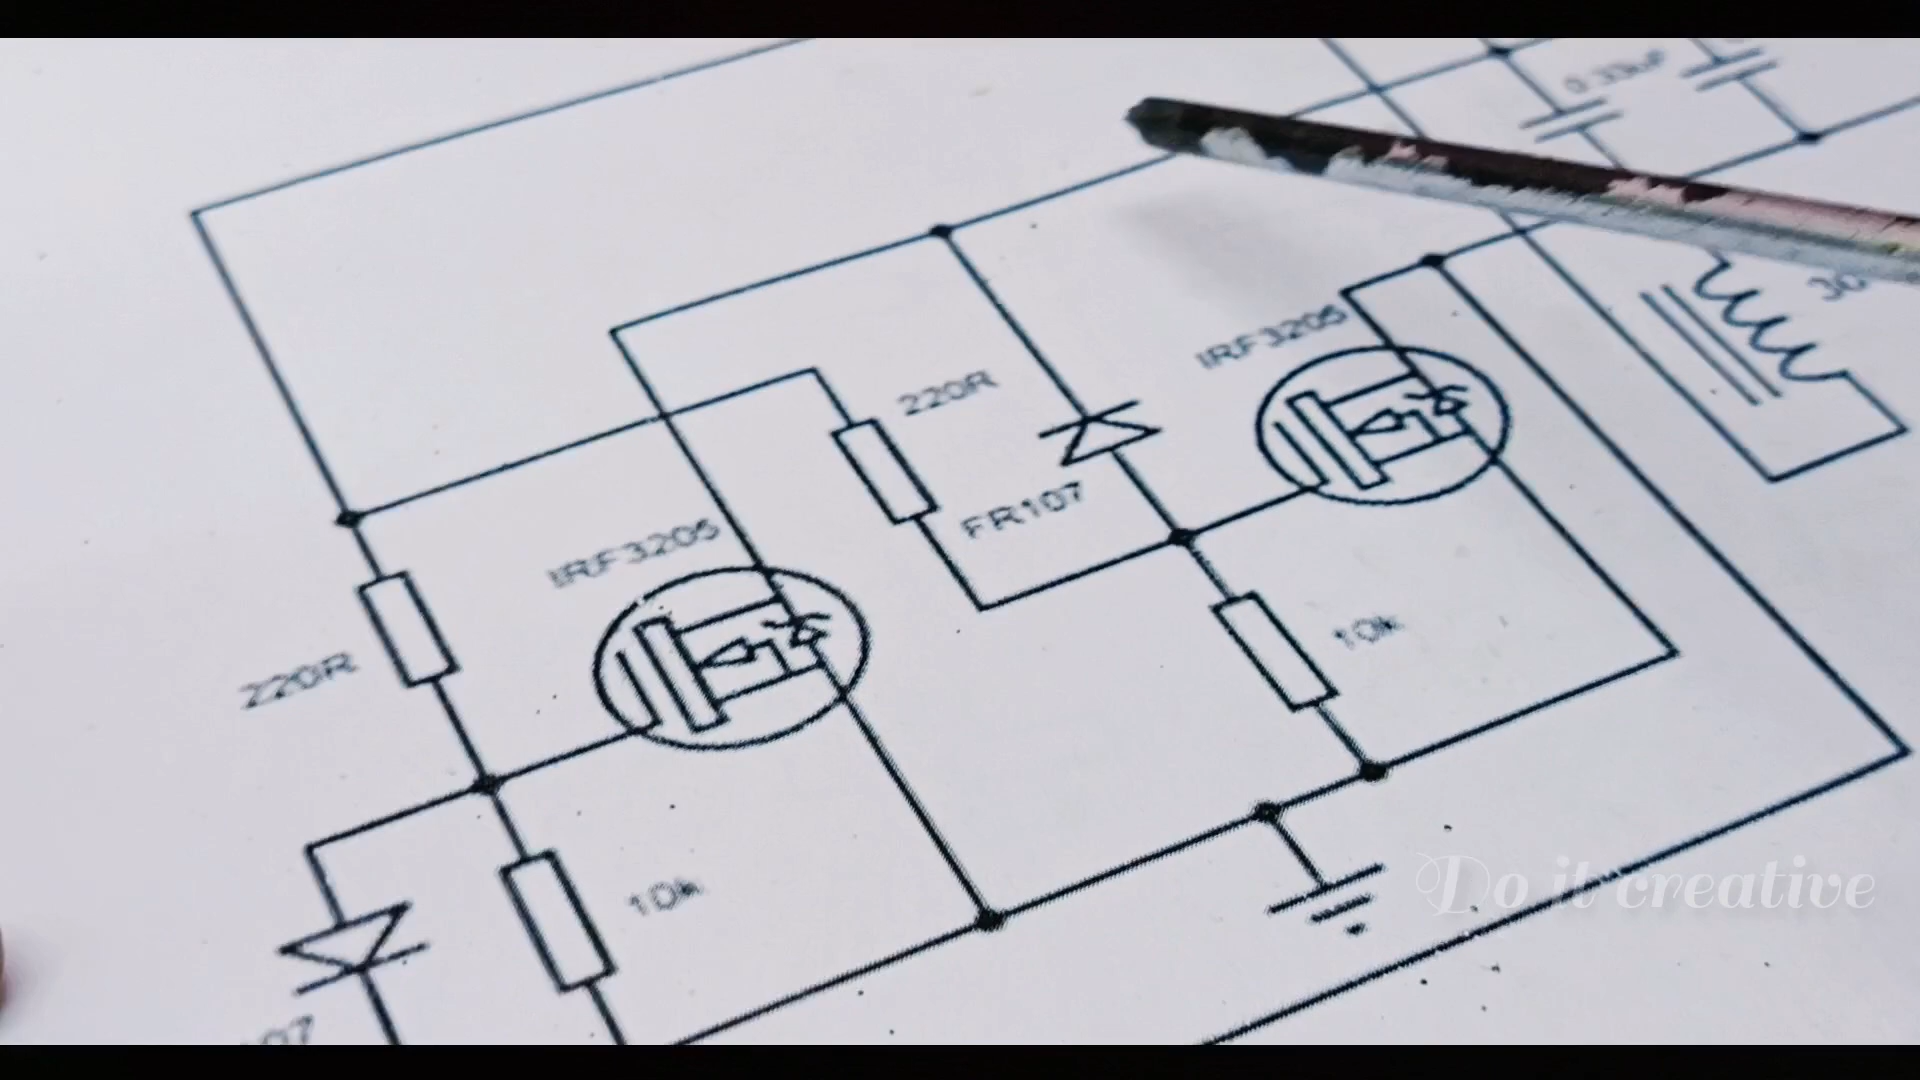 0.33uF
IRF3205
220R
FR107
IRF3205
10k
220R
10k
Do it creative